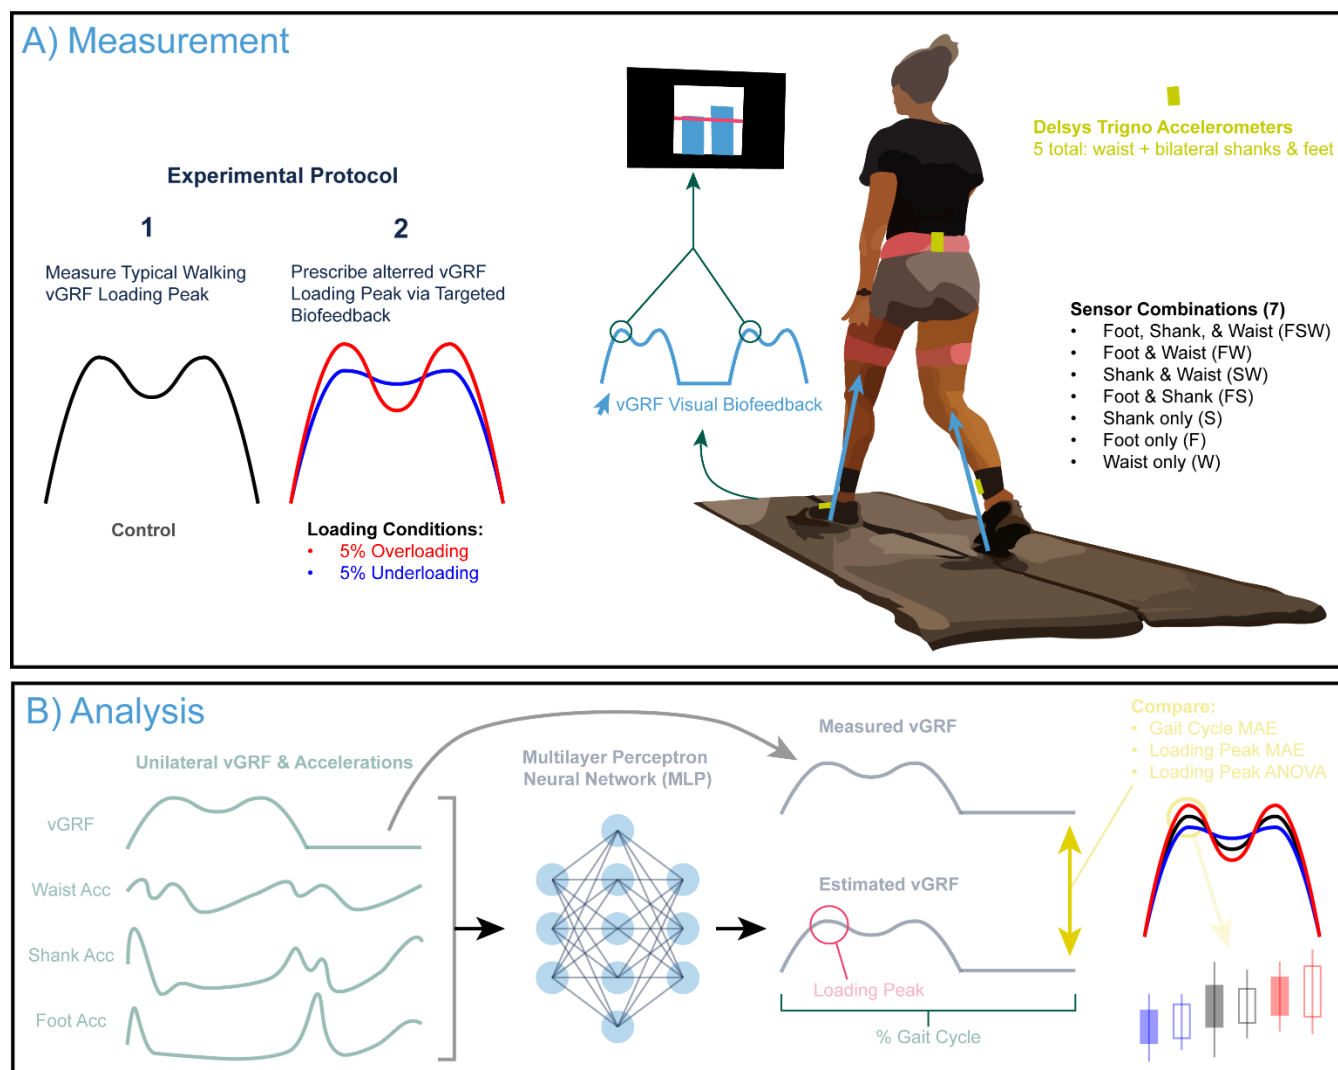 A) Measurement
Experimental Protocol
1
Measure Typical Walking
vGRF Loading Peak
Control
2
Prescribe alterred vGRF
Loading Peak via Targeted
Biofeedback
Loading Conditions:
• 5% Overloading
• 5% Underloading
vGRF Visual Biofeedback
Delsys Trigno Accelerometers
5 total: waist + bilateral shanks & feet
Sensor Combinations (7)
• Foot, Shank, & Waist (FSW)
• Foot & Waist (FW)
• Shank & Waist (SW)
• Foot & Shank (FS)
• Shank only (S)
• Foot only (F)
• Waist only (W)
B) Analysis
Unilateral vGRF & Accelerations
vGRF
Waist Acc
Shank Acc
Foot Acc
Multilayer Perceptron
Neural Network (MLP)
Measured vGRF
Estimated vGRF
Loading Peak
% Gait Cycle
Compare:
• Gait Cycle MAE
• Loading Peak MAE
• Loading Peak ANOVA